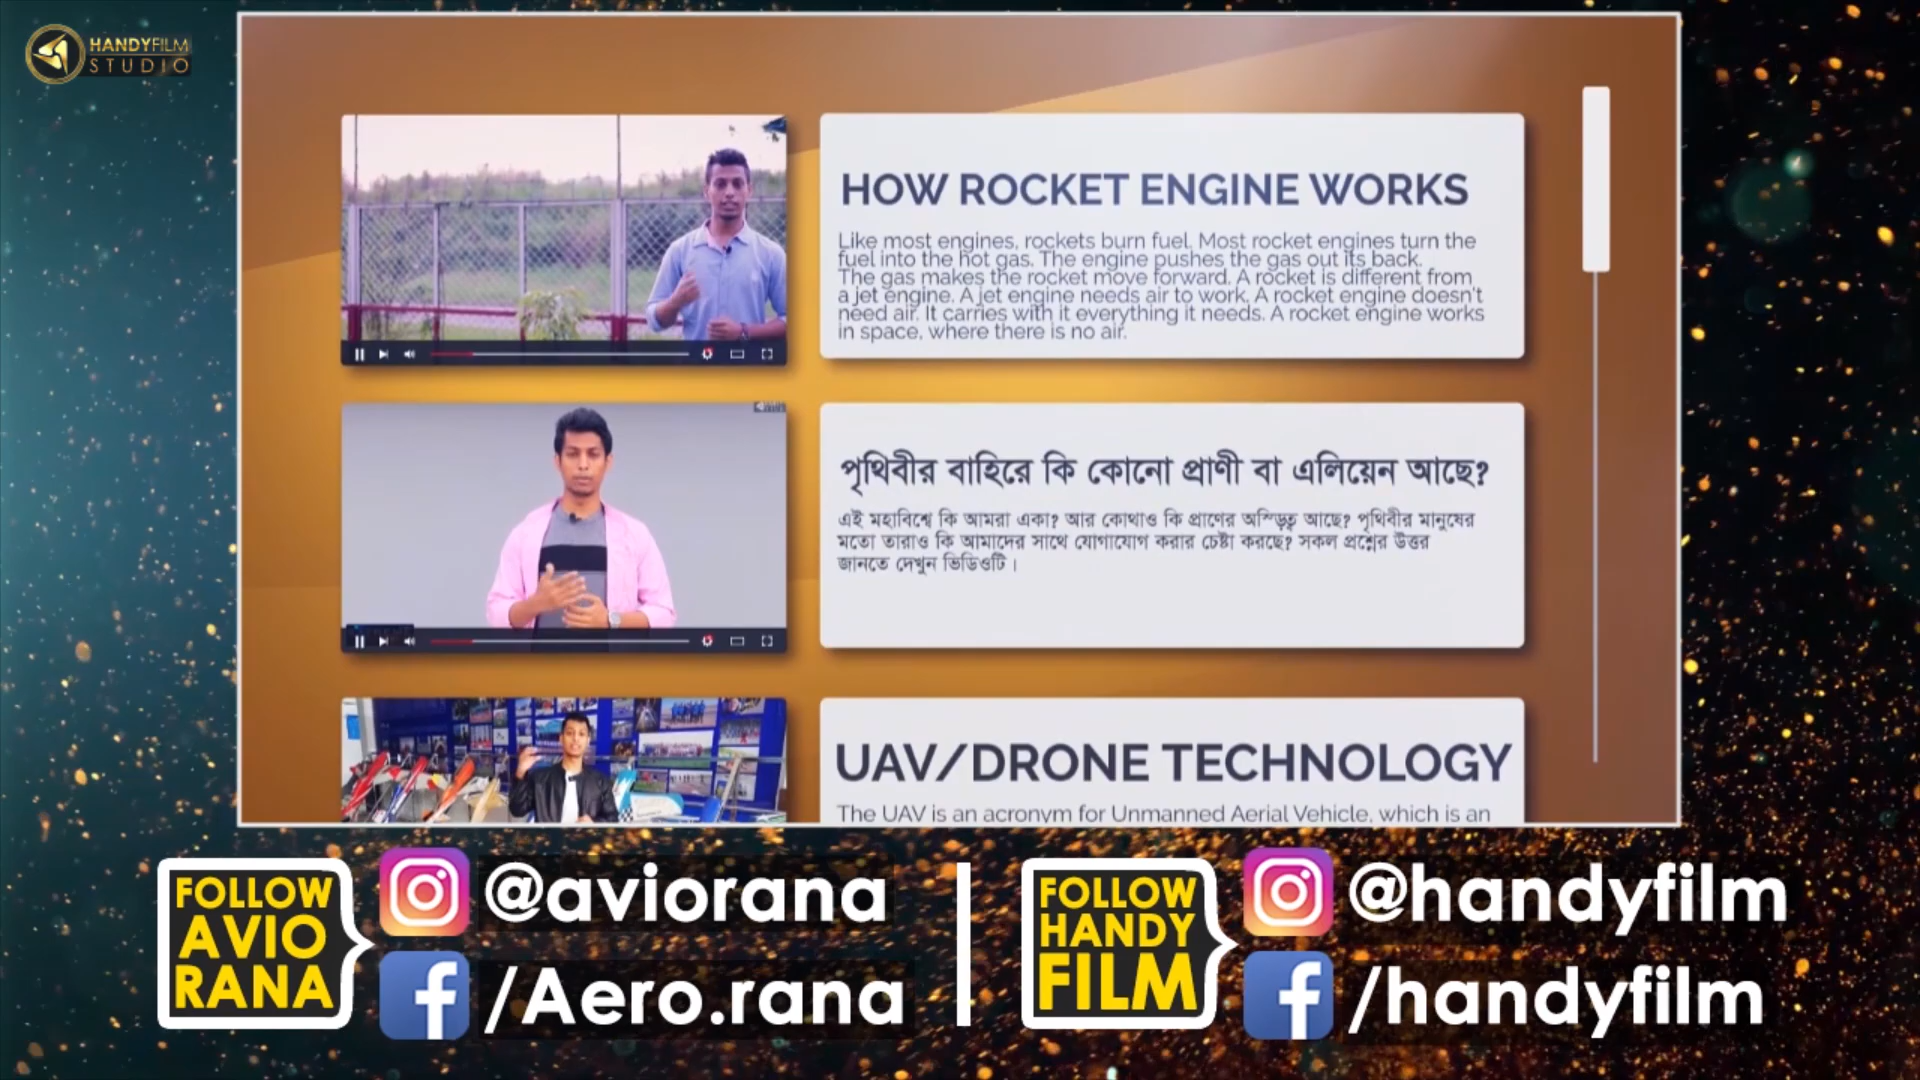 HANDYFILM
STUDIO
HOW ROCKET ENGINE WORKS
Like most engines, rockets burn fuel. Most rocket engines turn the
fuel into the hot gas. The engine pushes the gas out its back.
The gas makes the rocket move forward. A rocket is different from
a jet engine. A jet engine needs air to work. A rocket engine doesn't
need air. It carries with it everything it needs. A rocket engine works
in space, where there is no air.
পৃথিবীর বাহিরে কি কোনো প্রাণী বা এলিয়েন আছে?
এই মহাবিশ্বে কি আমরা একা? আর কোথাও কি প্রাণের অস্ড়িত্ব আছে? পৃথিবীর মানুষের
মতো তারাও কি আমাদের সাথে যোগাযোগ করার চেষ্টা করছে? সকল প্রশ্নের উত্তর
জানতে দেখুন ভিডিওটি।
UAV/DRONE TECHNOLOGY
The UAV is an acronym for Unmanned Aerial Vehicle, which is an
FOLLOW
AVIO
RANA
@aviorana
/Aero.rana
FOLLOW
HANDY
FILM
@handyfilm
/handyfilm